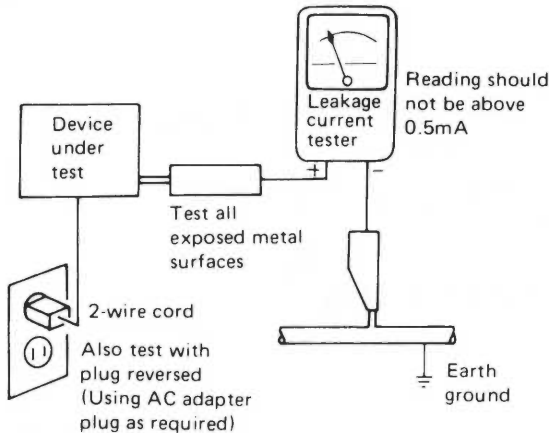 Device
under
test
Leakage
current
tester
+
-
Reading should
not be above
0.5mA
Test all
exposed metal
surfaces
2-wire cord
Also test with
plug reversed
(Using AC adapter
plug as required)
Earth
ground